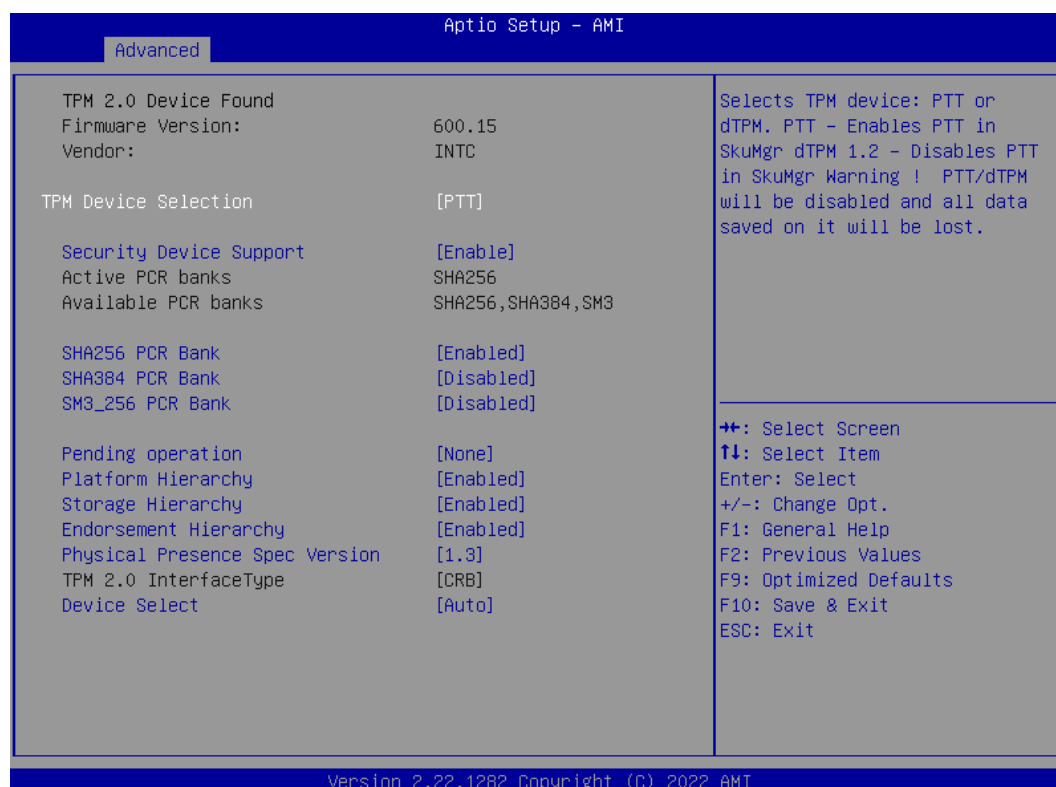 Aptio Setup – AMI
Advanced
TPM 2.0 Device Found
Firmware Version: 600.15
Vendor: INTC
TPM Device Selection [PTT]
Security Device Support [Enable]
Active PCR banks SHA256
Available PCR banks SHA256,SHA384,SM3
SHA256 PCR Bank [Enabled]
SHA384 PCR Bank [Disabled]
SM3_256 PCR Bank [Disabled]
Pending operation [None]
Platform Hierarchy [Enabled]
Storage Hierarchy [Enabled]
Endorsement Hierarchy [Enabled]
Physical Presence Spec Version [1.3]
TPM 2.0 InterfaceType [CRB]
Device Select [Auto]
Selects TPM device: PTT or
dTPM. PTT – Enables PTT in
SkuMgr dTPM 1.2 – Disables PTT
in SkuMgr Warning ! PTT/dTPM
will be disabled and all data
saved on it will be lost.
→←: Select Screen
↑↓: Select Item
Enter: Select
+/-: Change Opt.
F1: General Help
F2: Previous Values
F9: Optimized Defaults
F10: Save & Exit
ESC: Exit
Version 2.22.1282 Copyright (C) 2022 AMI